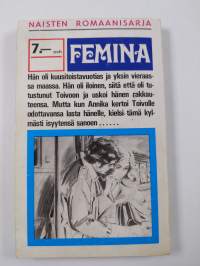 NAISTEN ROMAANISARJA
7.—
FEMINA
Hän oli kuusitoistavuotias ja yksin vieraas-
sa maassa. Hän oli iloinen, siitä että oli tu-
tustunut Toivoon ja uskoi hänen rakkau-
teensa. Mutta kun Annika kertoi Toivolle
odottavansa lasta hänelle, kielsi tämä kyl-
mästi isyytensä sanoen......